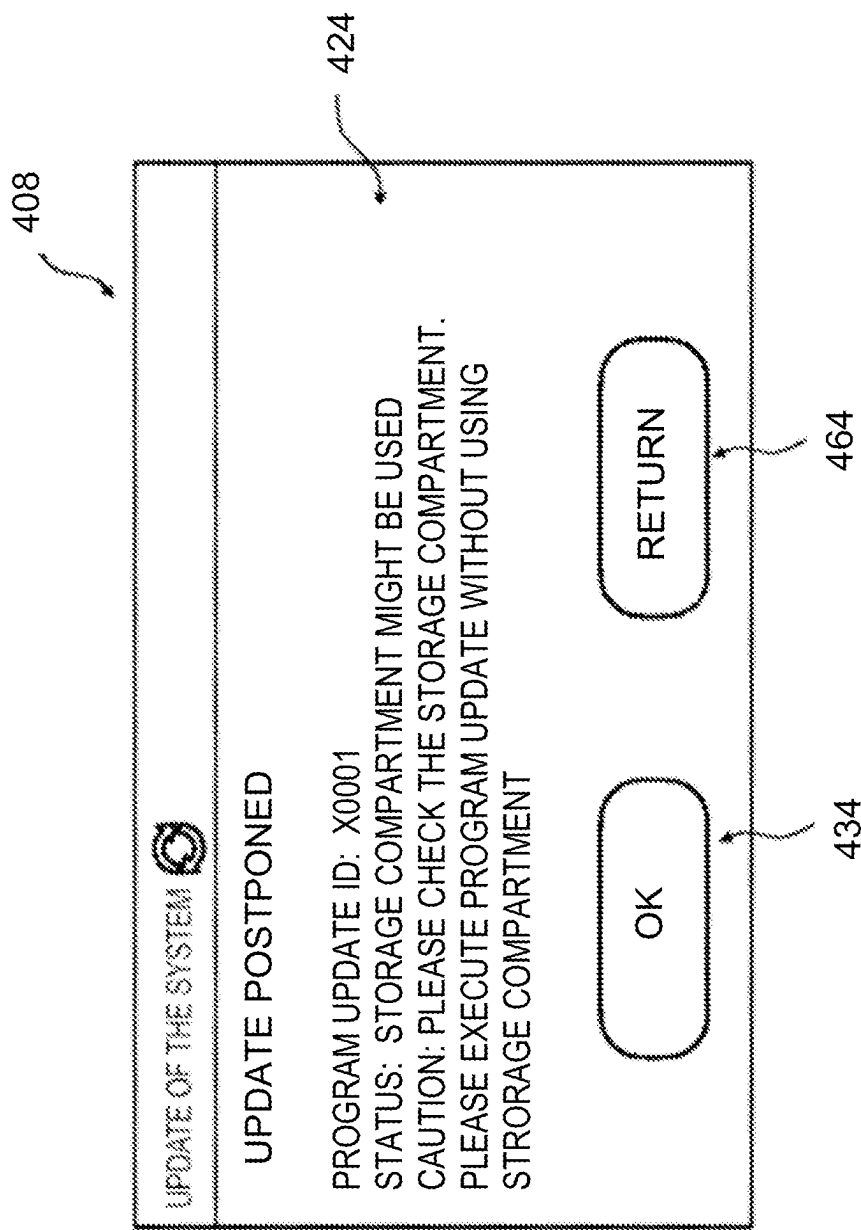 408
UPDATE OF THE SYSTEM
UPDATE POSTPONED
424
PROGRAM UPDATE ID: X0001
STATUS: STORAGE COMPARTMENT MIGHT BE USED
CAUTION: PLEASE CHECK THE STORAGE COMPARTMENT.
PLEASE EXECUTE PROGRAM UPDATE WITHOUT USING
STRORAGE COMPARTMENT
OK
RETURN
434
464